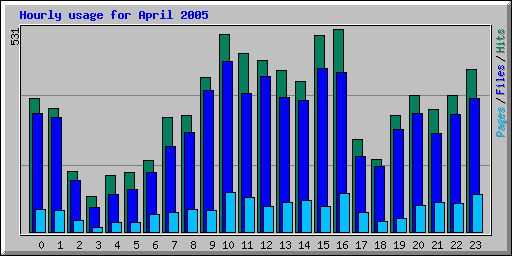 Hourly usage for April 2005
531
Pages / Files / Hits
0 1 2 3 4 5 6 7 8 9 10 11 12 13 14 15 16 17 18 19 20 21 22 23